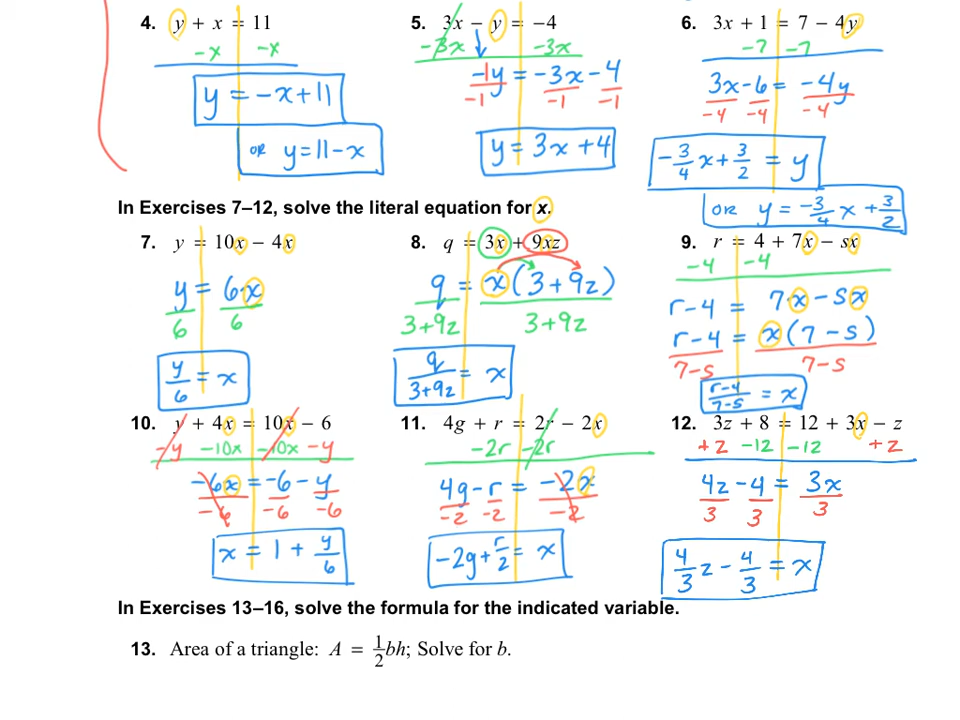 4. y + x = 11
-x -x
y = -x+11
OR y=11-x
5. 3x - y = -4
-3x -3x
-1y = -3x-4
-1 -1 -1
y = 3x+4
6. 3x + 1 = 7 - 4y
-7 -7
3x-6 = -4y
-4 -4 -4
-3/4 x + 3/2 = y
OR y = -3/4 x + 3/2
In Exercises 7–12, solve the literal equation for x.
7. y = 10x - 4x
y = 6x
6 6
y/6 = x
8. q = 3x + 9xz
q = x(3+9z)
3+9z 3+9z
q/3+9z = x
9. r = 4 + 7x - sx
-4 -4
r-4 = 7x-sx
r-4 = x(7-s)
7-s 7-s
r-4/7-s = x
10. y + 4x = 10x - 6
-y -10x -10x -y
-6x = -6-y
-6 -6 -6
x = 1 + y/6
11. 4g + r = 2r - 2x
-2r -2r
4g-r = -2x
-2 -2 -2
-2g + r/2 = x
12. 3z + 8 = 12 + 3x - z
+z -12 -12 +z
4z-4 = 3x
3 3 3
4/3 z - 4/3 = x
In Exercises 13–16, solve the formula for the indicated variable.
13. Area of a triangle: A = 1/2 bh; Solve for b.